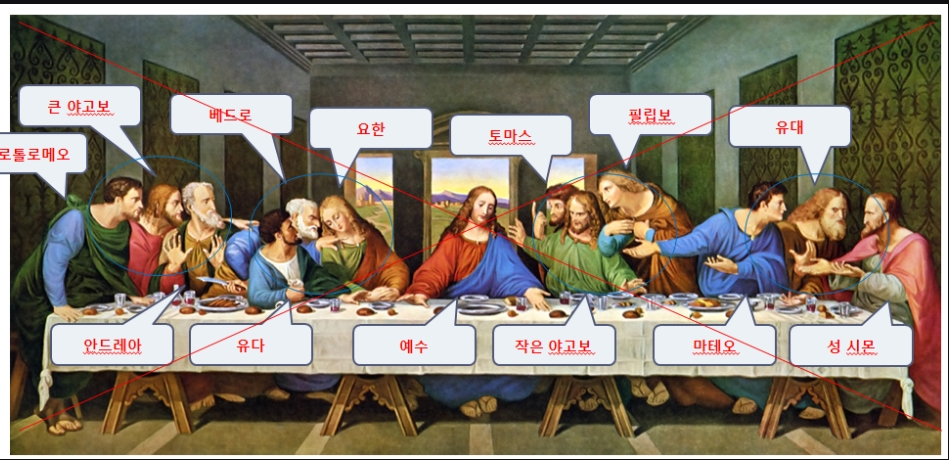 큰 야고보
베드로
요한
토마스
필립보
유대
로톨로메오
안드레아
유다
예수
작은 야고보
마테오
성 시몬